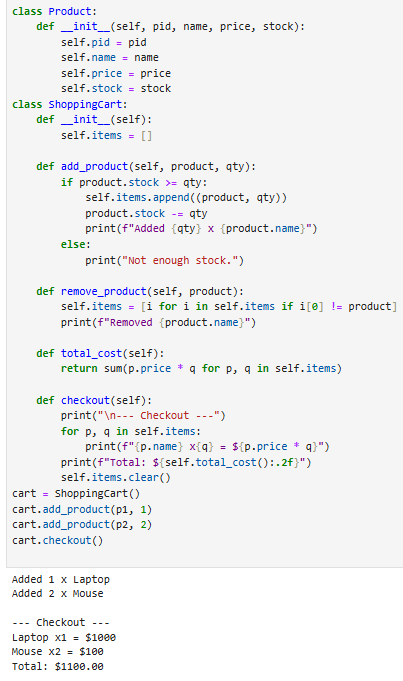 class Product:
    def __init__(self, pid, name, price, stock):
        self.pid = pid
        self.name = name
        self.price = price
        self.stock = stock
class ShoppingCart:
    def __init__(self):
        self.items = []

    def add_product(self, product, qty):
        if product.stock >= qty:
            self.items.append((product, qty))
            product.stock -= qty
            print(f"Added {qty} x {product.name}")
        else:
            print("Not enough stock.")

    def remove_product(self, product):
        self.items = [i for i in self.items if i[0] != product]
        print(f"Removed {product.name}")

    def total_cost(self):
        return sum(p.price * q for p, q in self.items)

    def checkout(self):
        print("\n--- Checkout ---")
        for p, q in self.items:
            print(f"{p.name} x{q} = ${p.price * q}")
        print(f"Total: ${self.total_cost():.2f}")
        self.items.clear()
cart = ShoppingCart()
cart.add_product(p1, 1)
cart.add_product(p2, 2)
cart.checkout()

Added 1 x Laptop
Added 2 x Mouse

--- Checkout ---
Laptop x1 = $1000
Mouse x2 = $100
Total: $1100.00